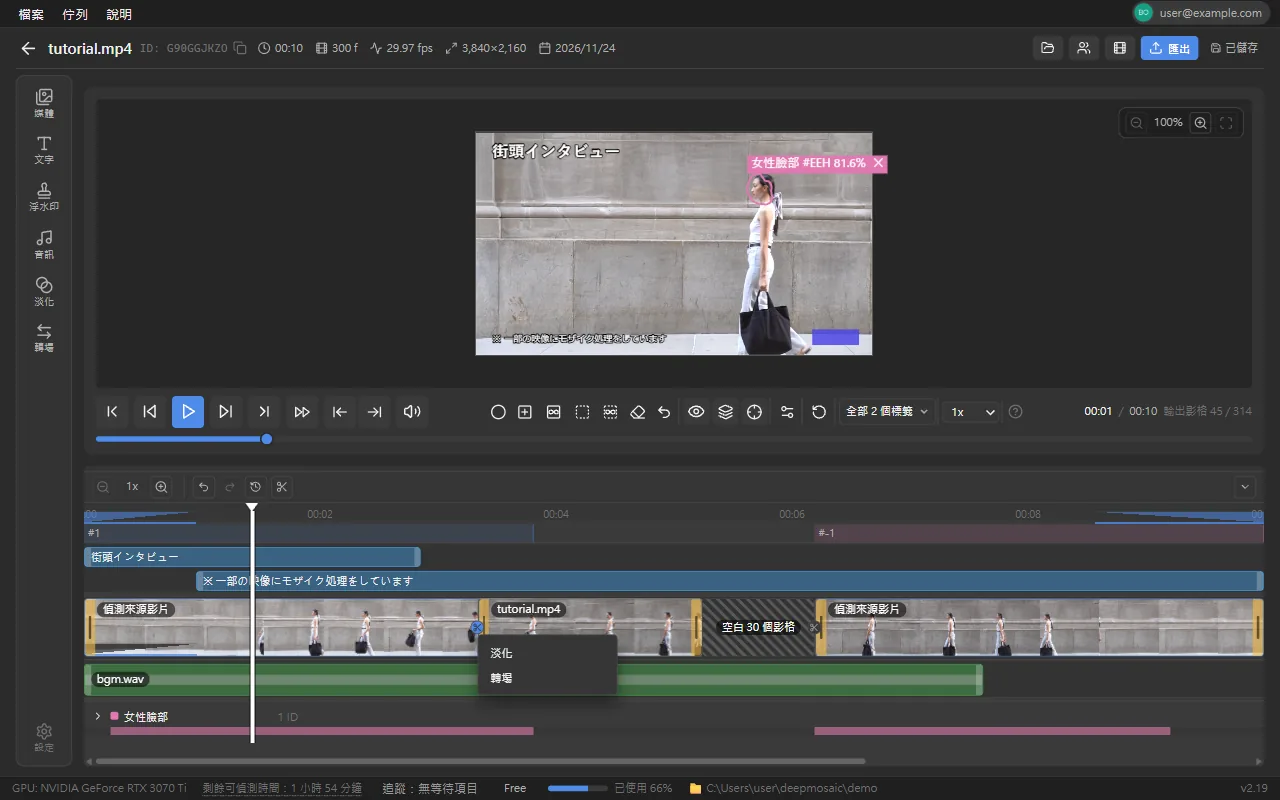 檔案 佇列 說明
BO user@example.com
tutorial.mp4 ID: G90GGJKZO 00:10 300 f 29.97 fps 3,840×2,160 2026/11/24
匯出 已儲存
媒體
文字
浮水印
音訊
淡化
轉場
設定
100%
街頭インタビュー
女性臉部 #EEH 81.6%
※一部の映像にモザイク処理をしています
全部 2 個標籤 1x
00:01 / 00:10 輸出影格 45 / 314
1x
00 00:02 00:04 00:06 00:08 00
#1 #-1
街頭インタビュー
※一部の映像にモザイク処理をしています
偵測來源影片 tutorial.mp4 空白 30 個影格 偵測來源影片
淡化
轉場
bgm.wav
女性臉部 1 ID
GPU: NVIDIA GeForce RTX 3070 Ti 剩餘可偵測時間：1 小時 54 分鐘 追蹤：無等待項目 Free 已使用 66% C:\Users\user\deepmosaic\demo v2.19